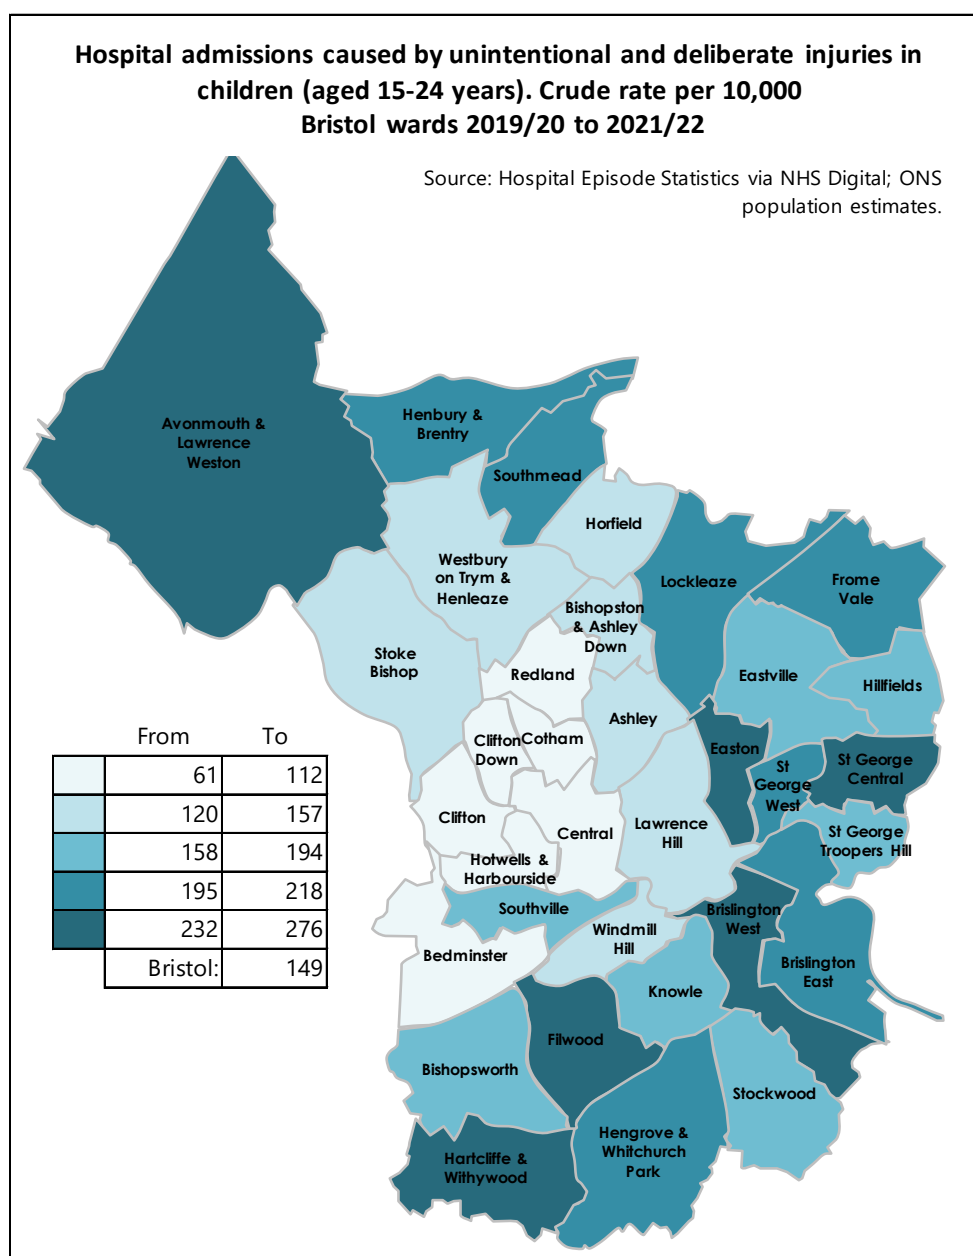 Hospital admissions caused by unintentional and deliberate injuries in
children (aged 15-24 years). Crude rate per 10,000
Bristol wards 2019/20 to 2021/22
Source: Hospital Episode Statistics via NHS Digital; ONS
population estimates.
Avonmouth &
Lawrence
Weston
Henbury &
Brentry
Southmead
Horfield
Westbury
on Trym &
Henleaze
Lockleaze
Frome
Vale
Bishopston
& Ashley
Down
Stoke
Bishop
Redland
Eastville
Hillfields
Ashley
Clifton
Down
Cotham
Easton
St
George
West
St George
Central
Clifton
Central
Lawrence
Hill
St George
Troopers Hill
Hotwells &
Harbourside
Southville
Windmill
Hill
Brislington
West
Bedminster
Brislington
East
Knowle
Filwood
Bishopsworth
Stockwood
Hengrove &
Whitchurch
Park
Hartcliffe &
Withywood
From To
61 112
120 157
158 194
195 218
232 276
Bristol: 149